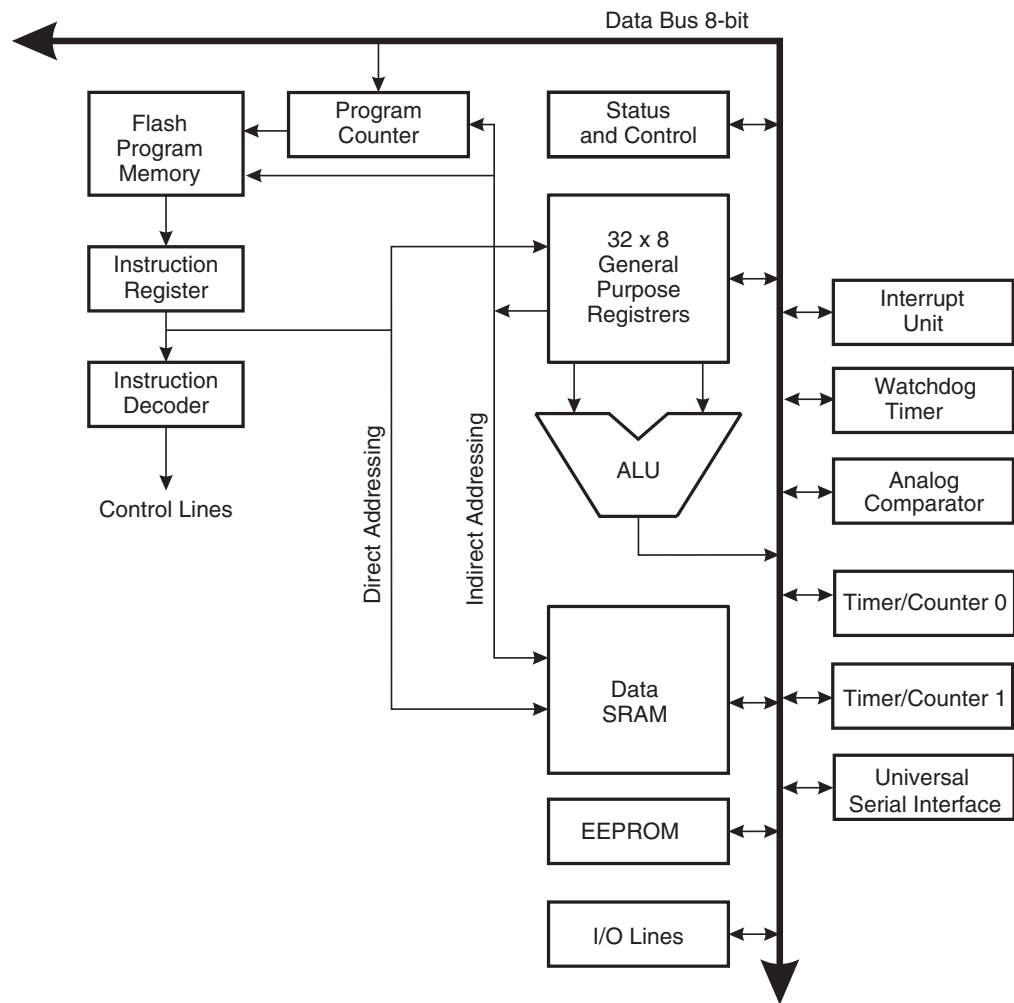 Data Bus 8-bit
Flash
Program
Memory
Program
Counter
Status
and Control
32 x 8
General
Purpose
Registrers
Instruction
Register
Instruction
Decoder
Control Lines
Direct Addressing
Indirect Addressing
ALU
Interrupt
Unit
Watchdog
Timer
Analog
Comparator
Timer/Counter 0
Timer/Counter 1
Universal
Serial Interface
Data
SRAM
EEPROM
I/O Lines